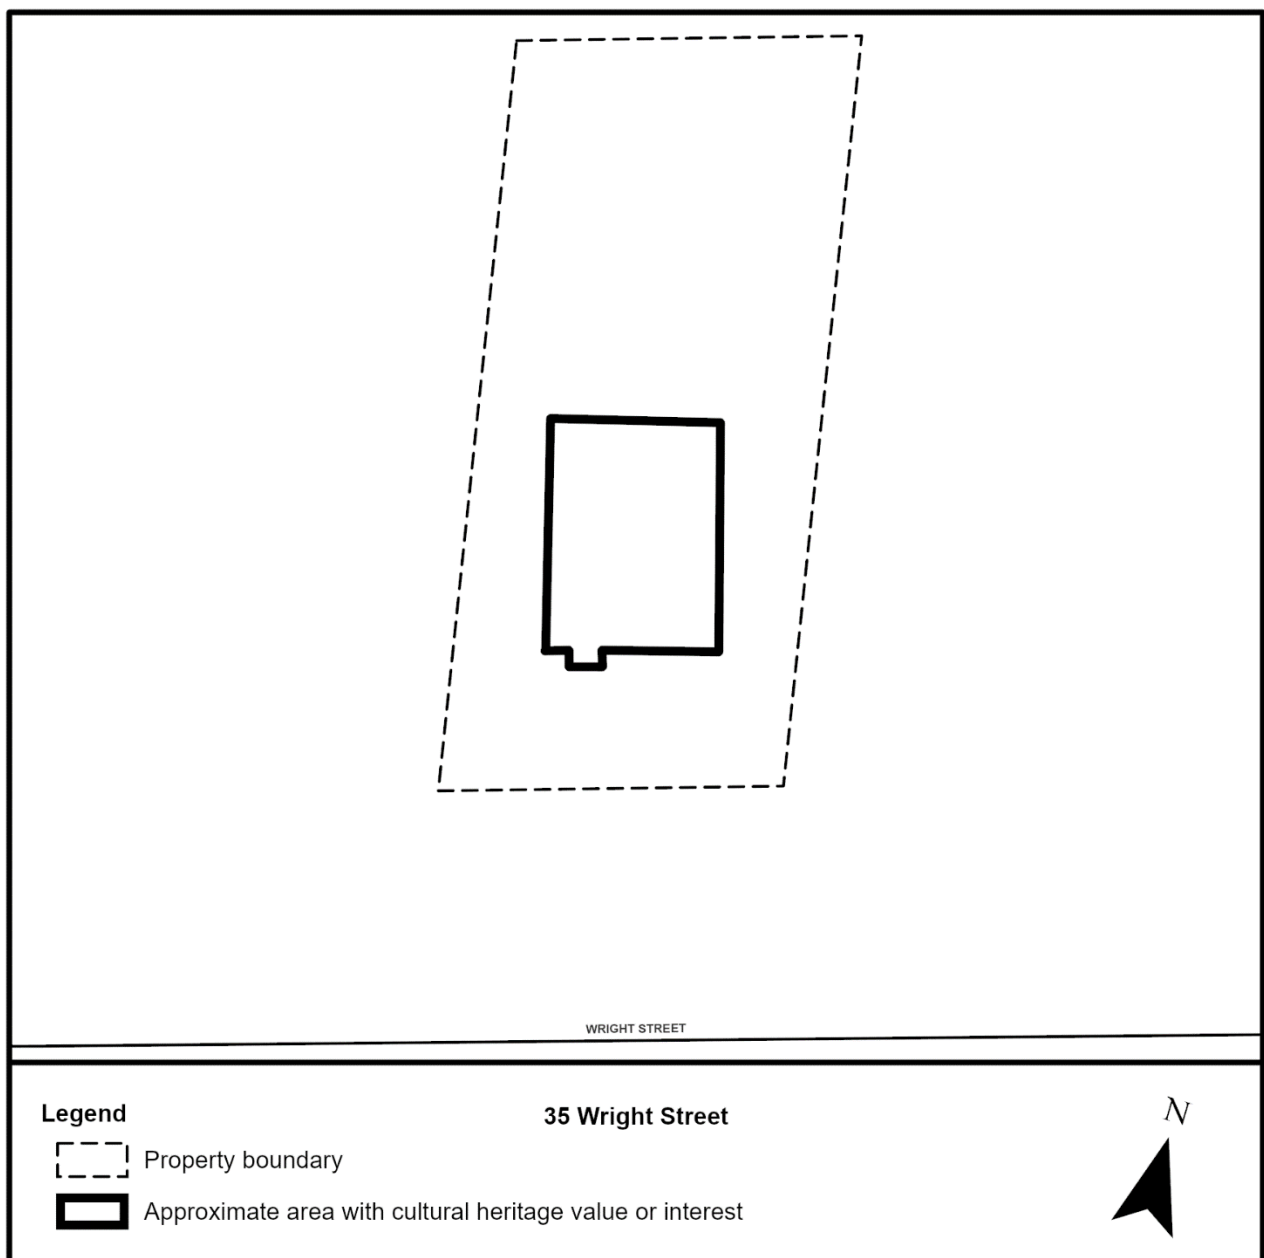 WRIGHT STREET
Legend
35 Wright Street
N
Property boundary
Approximate area with cultural heritage value or interest